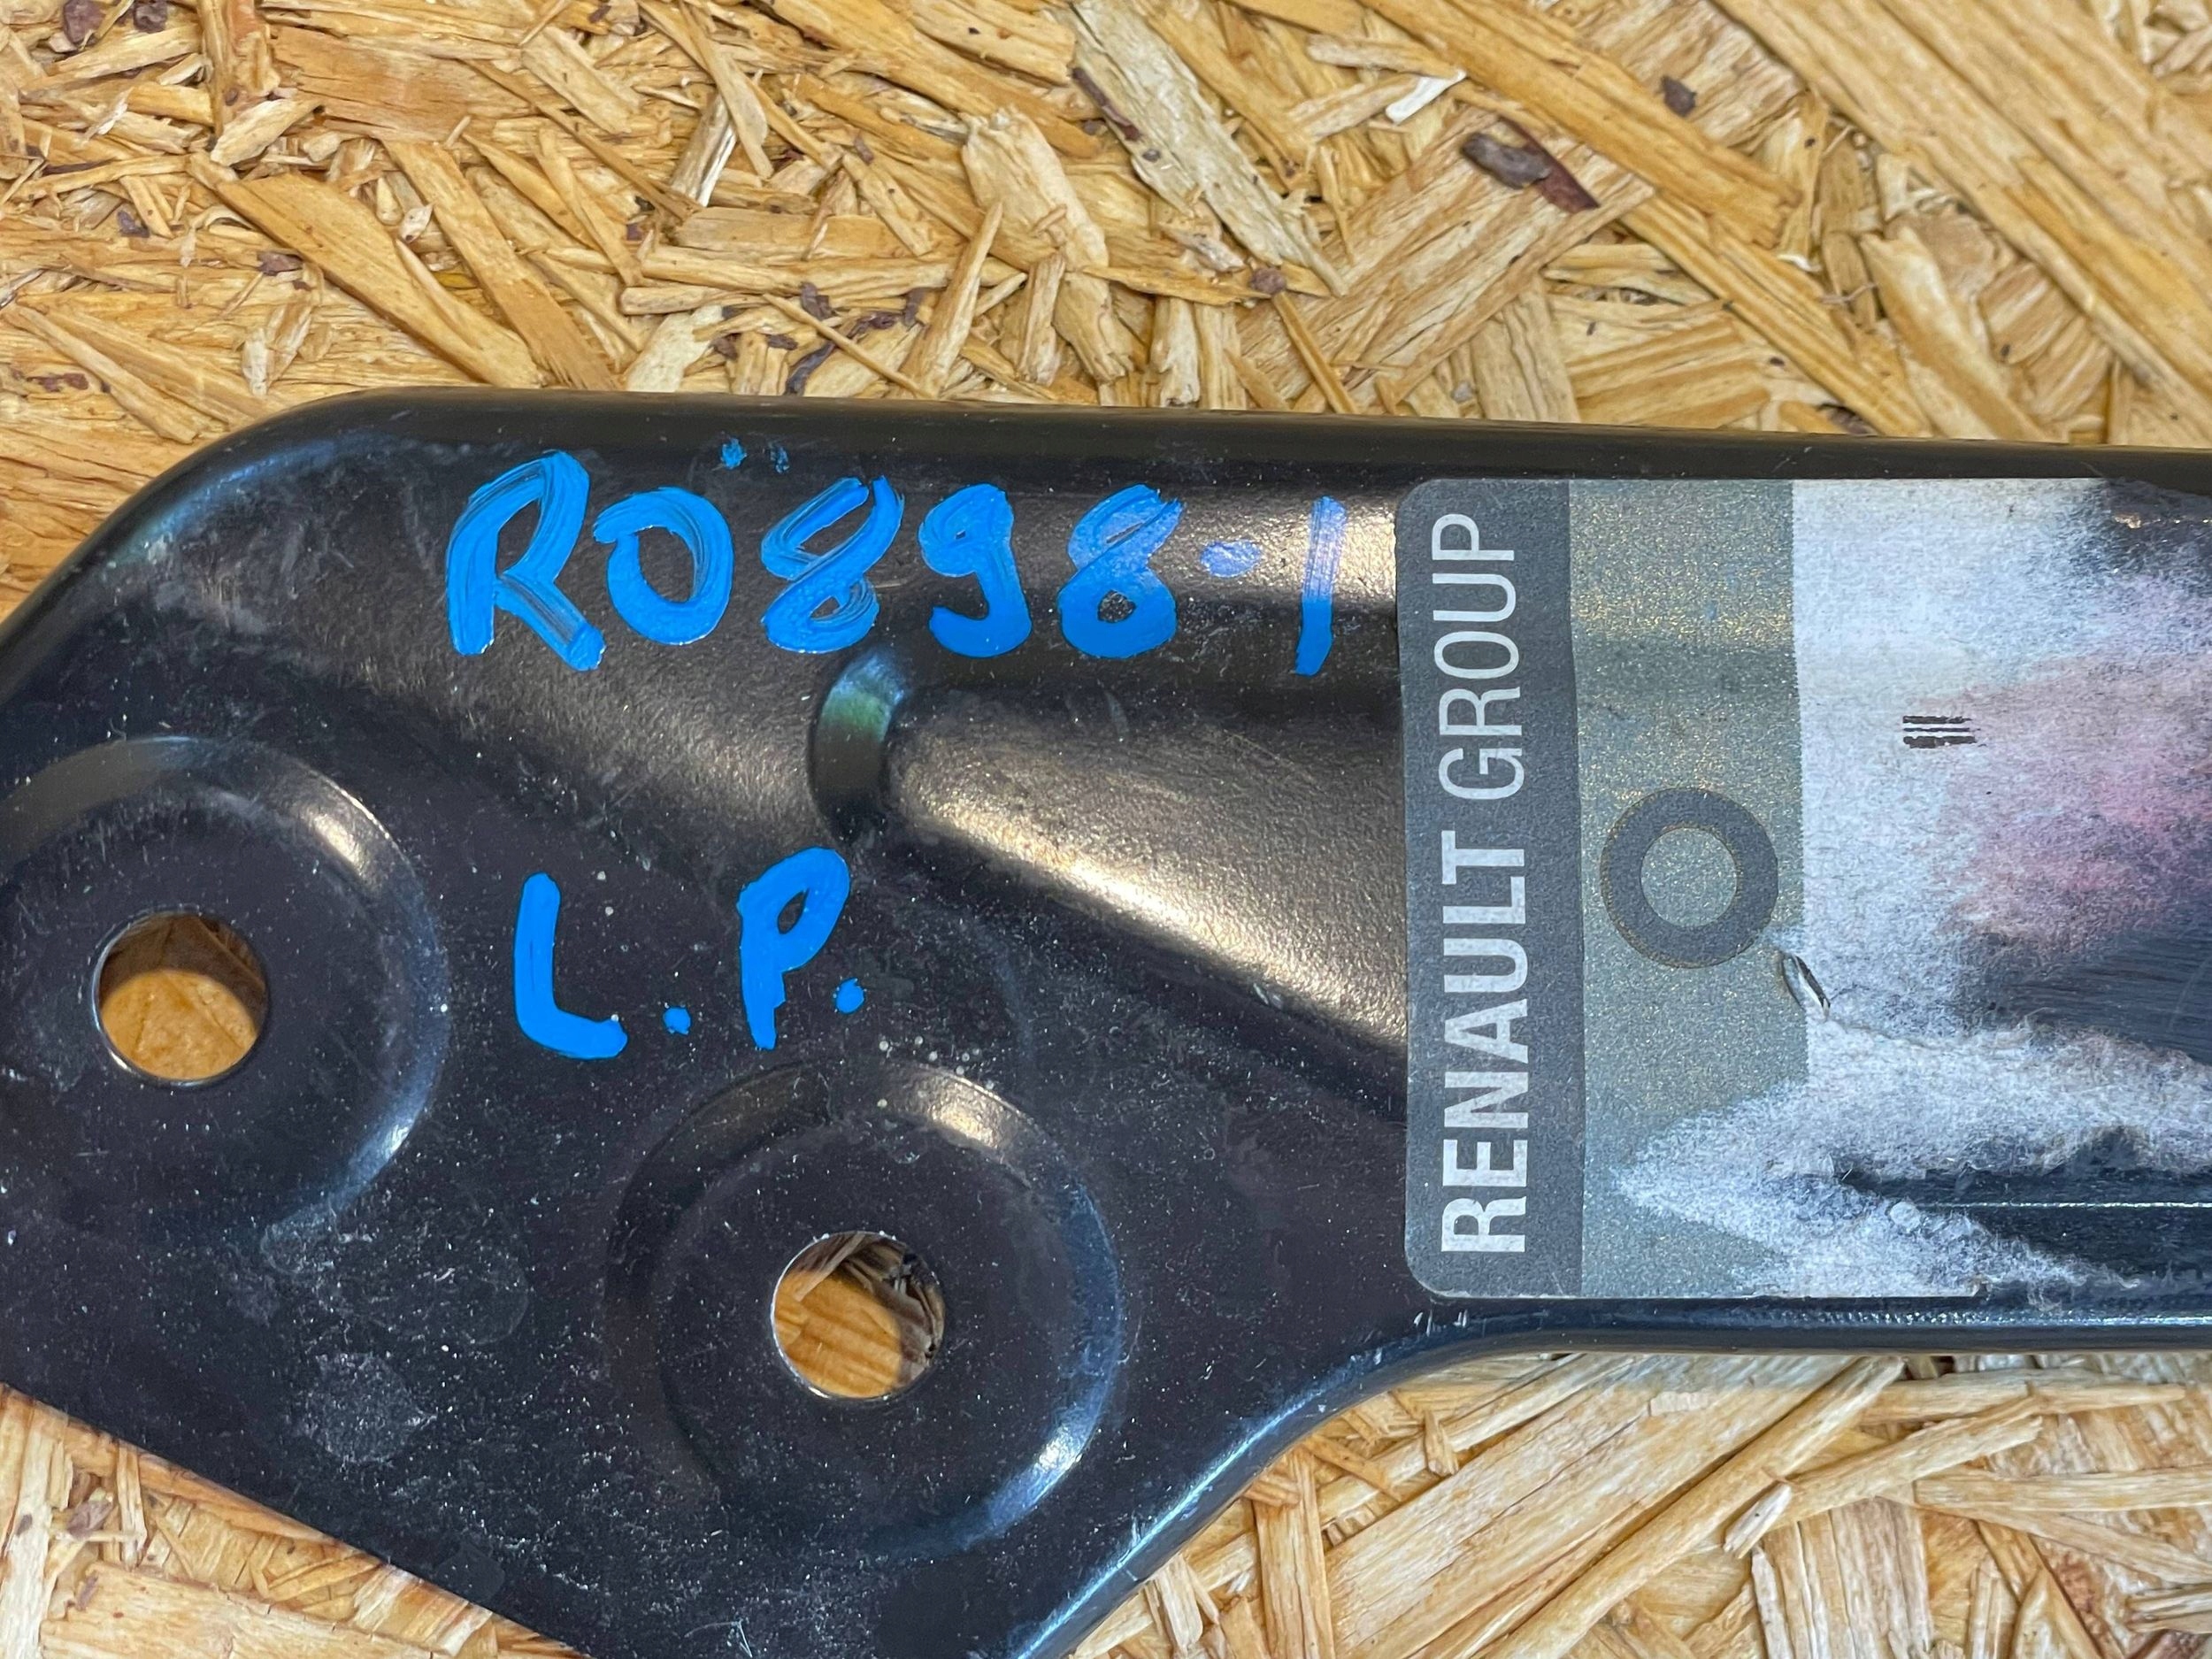 R0898-1
L.P.
RENAULT GROUP